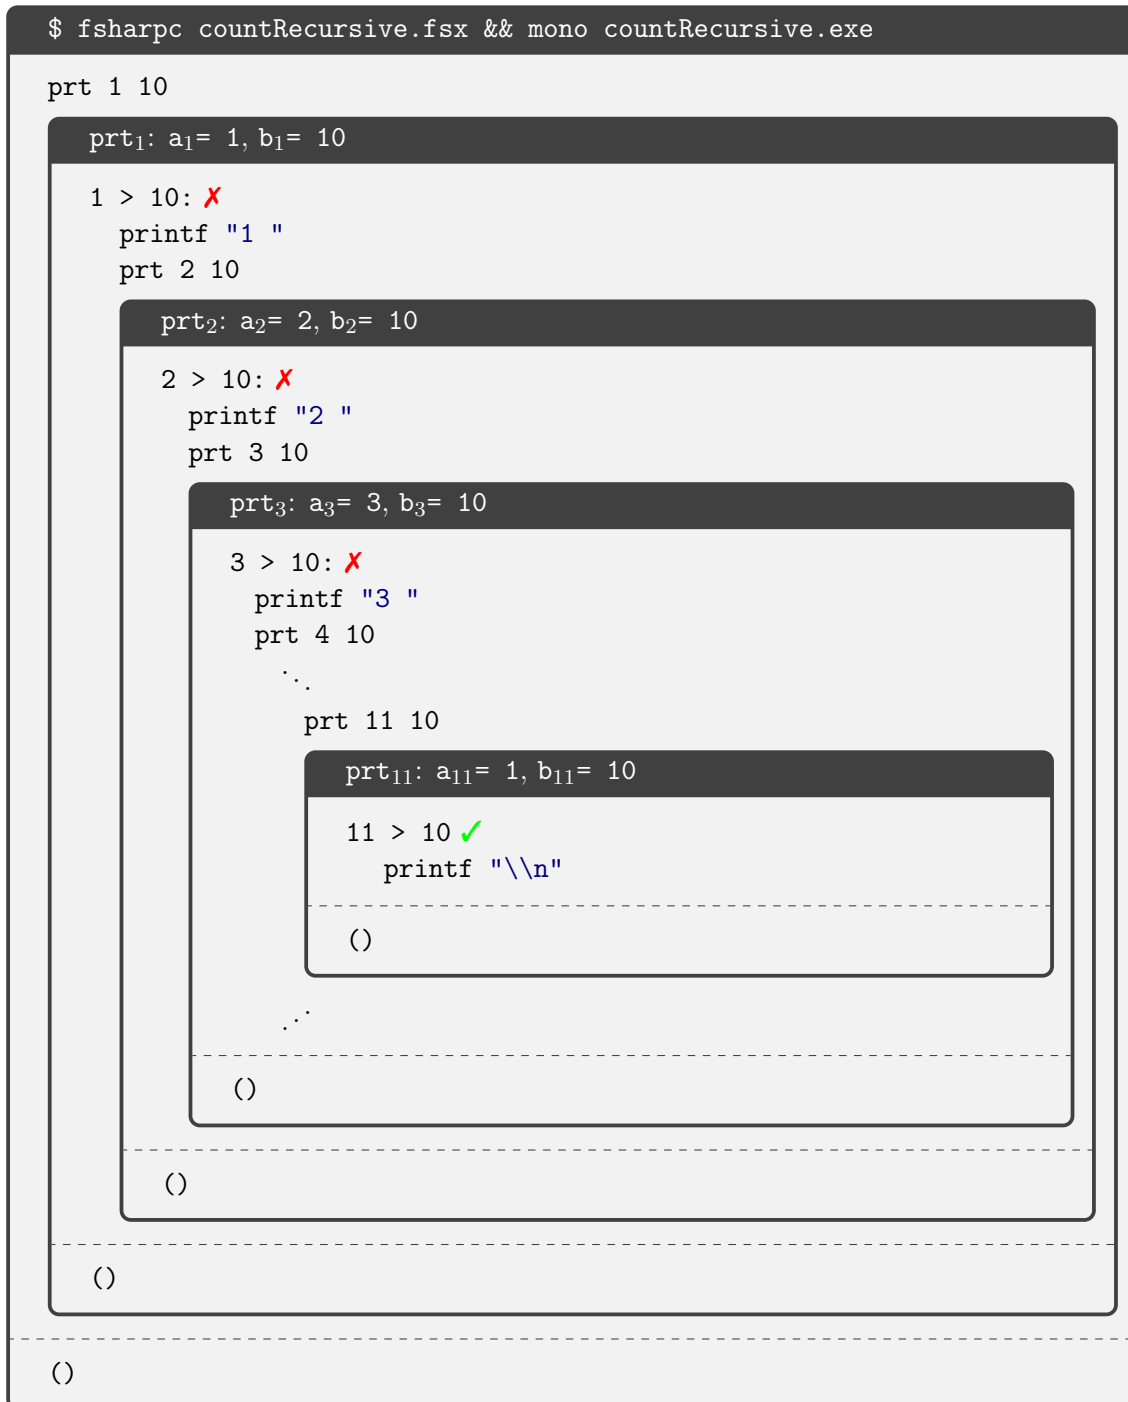 $ fsharpc countRecursive.fsx && mono countRecursive.exe
prt 1 10
prt₁: a₁= 1, b₁= 10
1 > 10: ✗
printf "1 "
prt 2 10
prt₂: a₂= 2, b₂= 10
2 > 10: ✗
printf "2 "
prt 3 10
prt₃: a₃= 3, b₃= 10
3 > 10: ✗
printf "3 "
prt 4 10
⋱
prt 11 10
prt₁₁: a₁₁= 1, b₁₁= 10
11 > 10 ✓
printf "\\n"
()
⋰
()
()
()
()